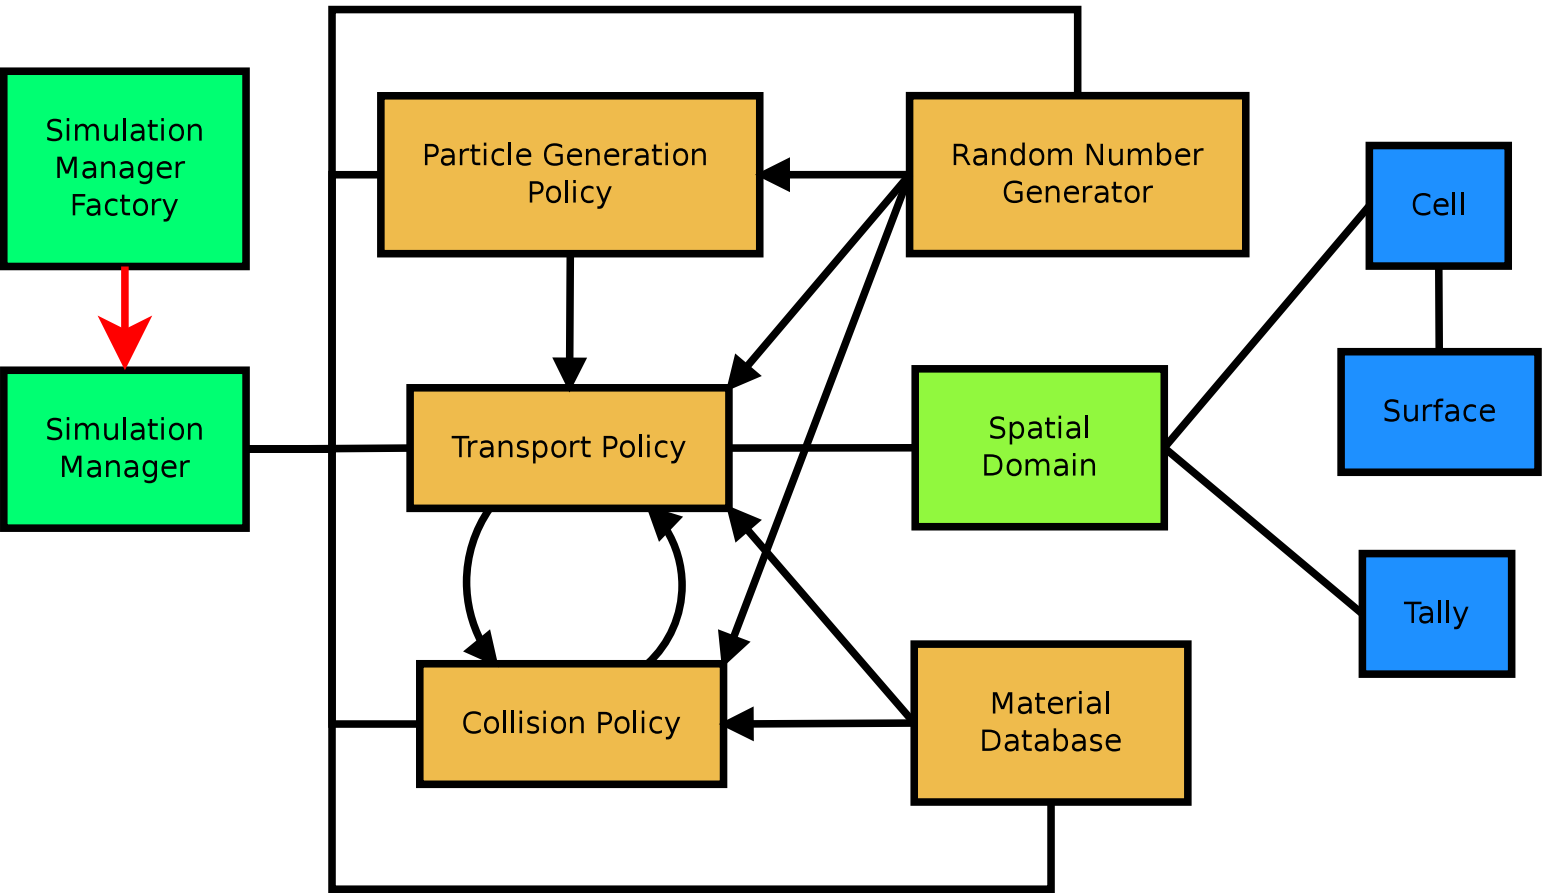 Simulation
Manager
Factory
Particle Generation
Policy
Random Number
Generator
Cell
Simulation
Manager
Transport Policy
Spatial
Domain
Surface
Tally
Collision Policy
Material
Database